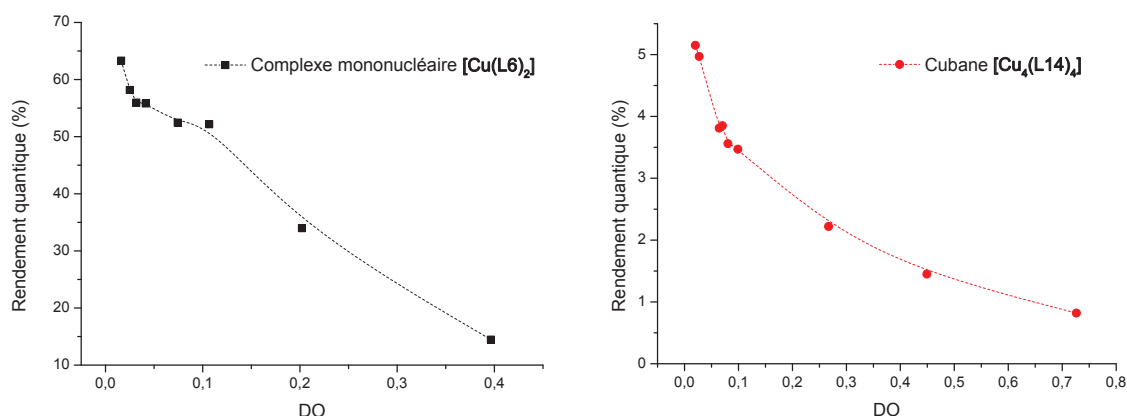 70
60
50
40
30
20
10
Rendement quantique (%)
Complexe mononucléaire [Cu(L6)₂]
0,0 0,1 0,2 0,3 0,4
DO
5
4
3
2
1
0
Rendement quantique (%)
Cubane [Cu₄(L14)₄]
0,0 0,1 0,2 0,3 0,4 0,5 0,6 0,7 0,8
DO